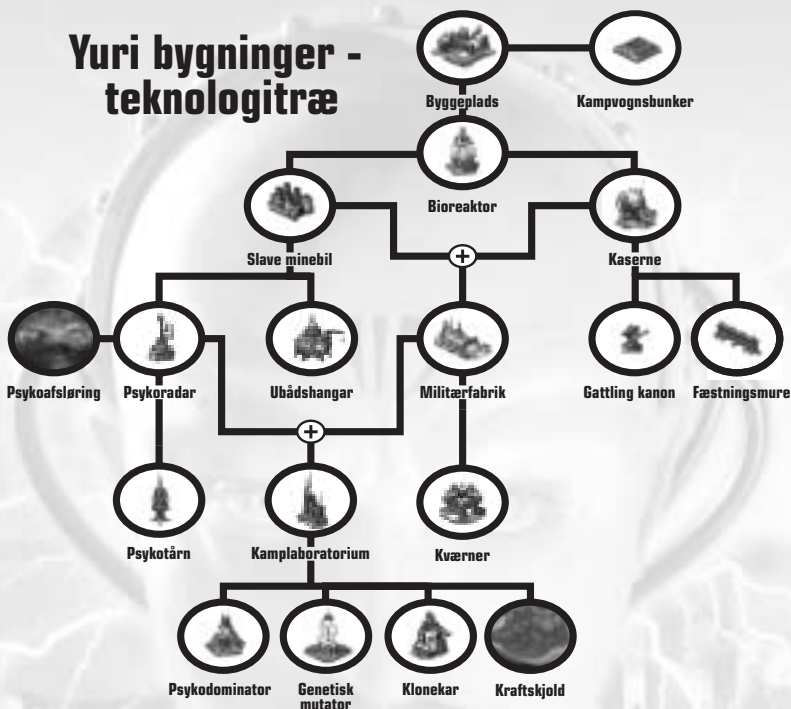 Yuri bygninger -
teknologitræ
Byggeplads
Kampvognsbunker
Bioreaktor
Slave minebil
+
Kaserne
Psykoafsløring
Psykoradar
Ubådshangar
Militærfabrik
Gattling kanon
Fæstningsmure
+
Psykotårn
Kamplaboratorium
Kværner
Psykodominator
Genetisk
mutator
Klonekar
Kraftskjold